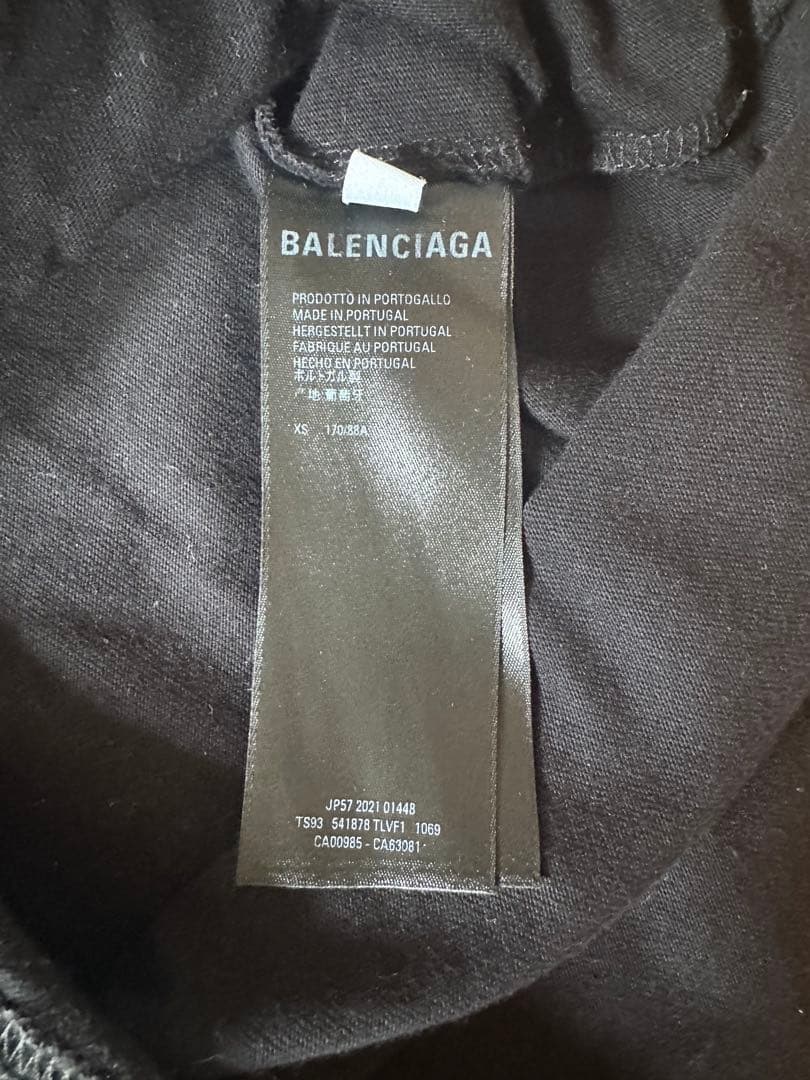 BALENCIAGA
PRODOTTO IN PORTOGALLO
MADE IN PORTUGAL
HERGESTELLT IN PORTUGAL
FABRIQUE AU PORTUGAL
HECHO EN PORTUGAL
ポルトガル製
产地:葡萄牙
XS 170/88A
JP57 2021 01448
TS93 541878 TLVF1 1069
CA00985 - CA63081